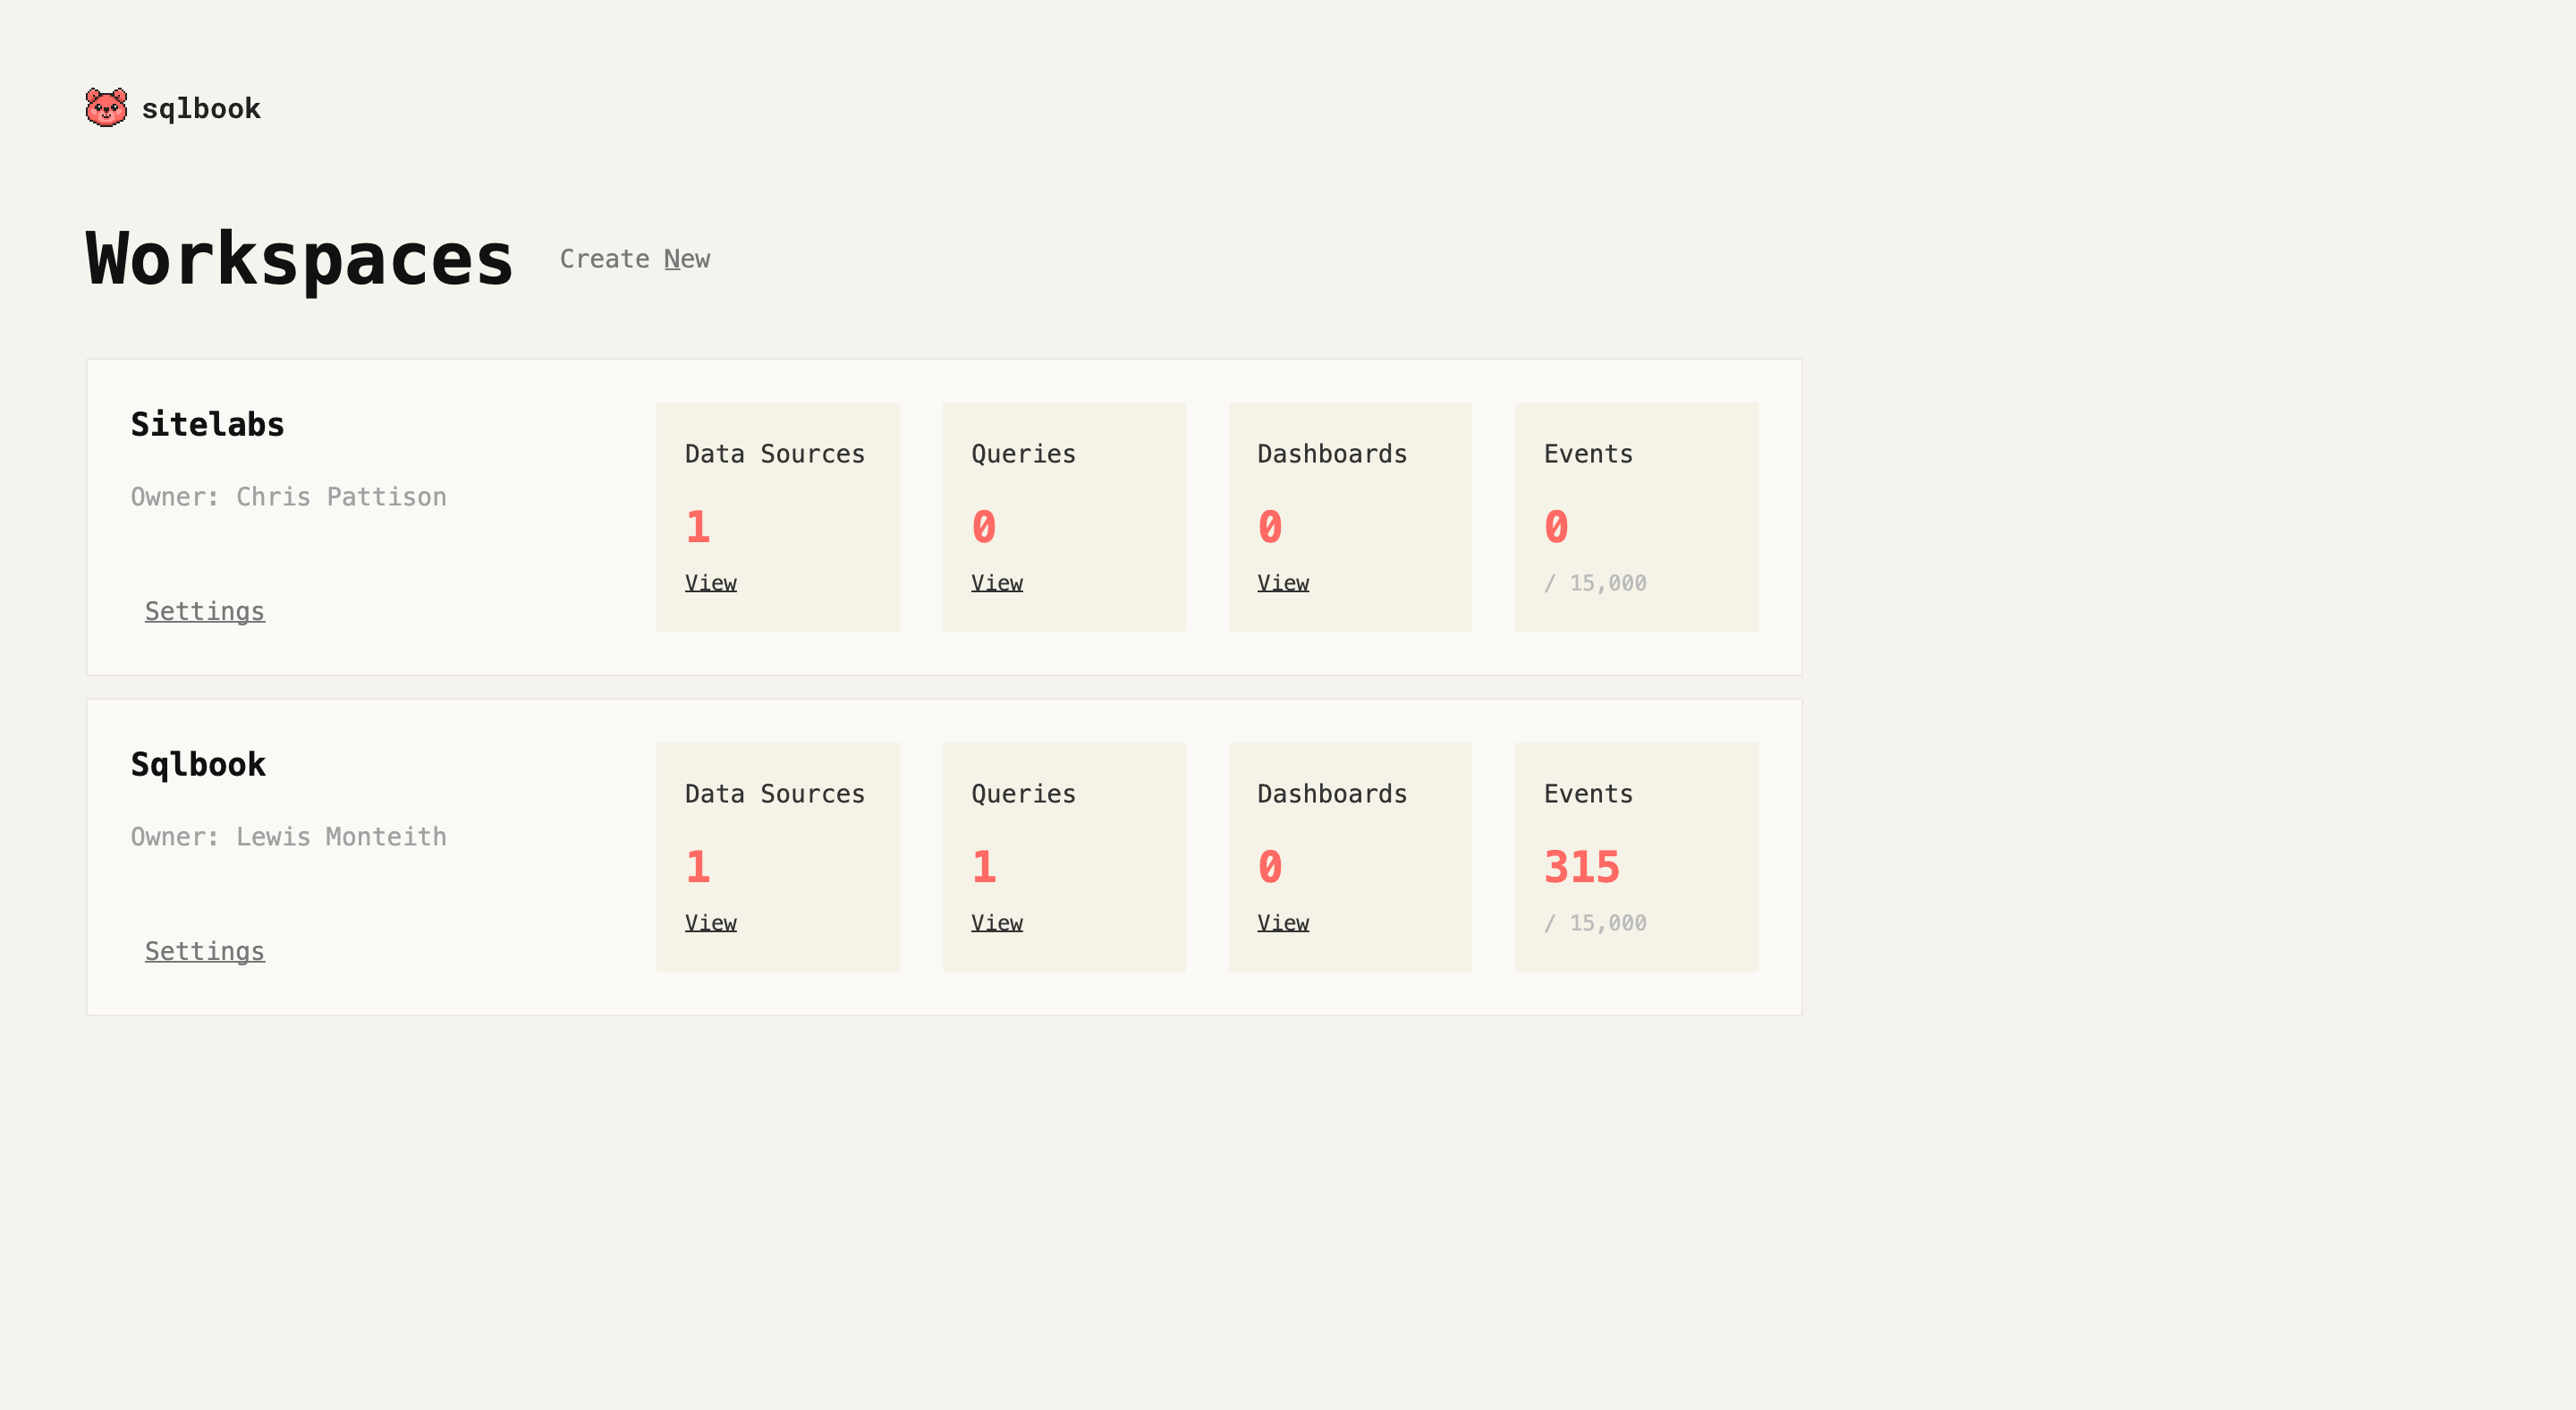 sqlbook
Workspaces
Create New
Sitelabs
Owner: Chris Pattison
Settings
Data Sources
1
View
Queries
0
View
Dashboards
0
View
Events
0
/ 15,000
Sqlbook
Owner: Lewis Monteith
Settings
Data Sources
1
View
Queries
1
View
Dashboards
0
View
Events
315
/ 15,000